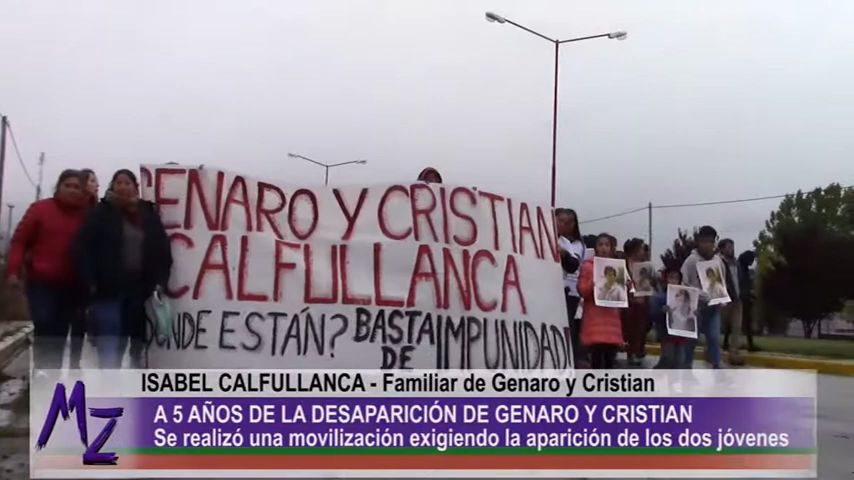 GENARO Y CRISTIAN
CALFULLANCA
DONDE ESTÁN? BASTA DE IMPUNIDAD!
ISABEL CALFULLANCA - Familiar de Genaro y Cristian
MZ
A 5 AÑOS DE LA DESAPARICIÓN DE GENARO Y CRISTIAN
Se realizó una movilización exigiendo la aparición de los dos jóvenes